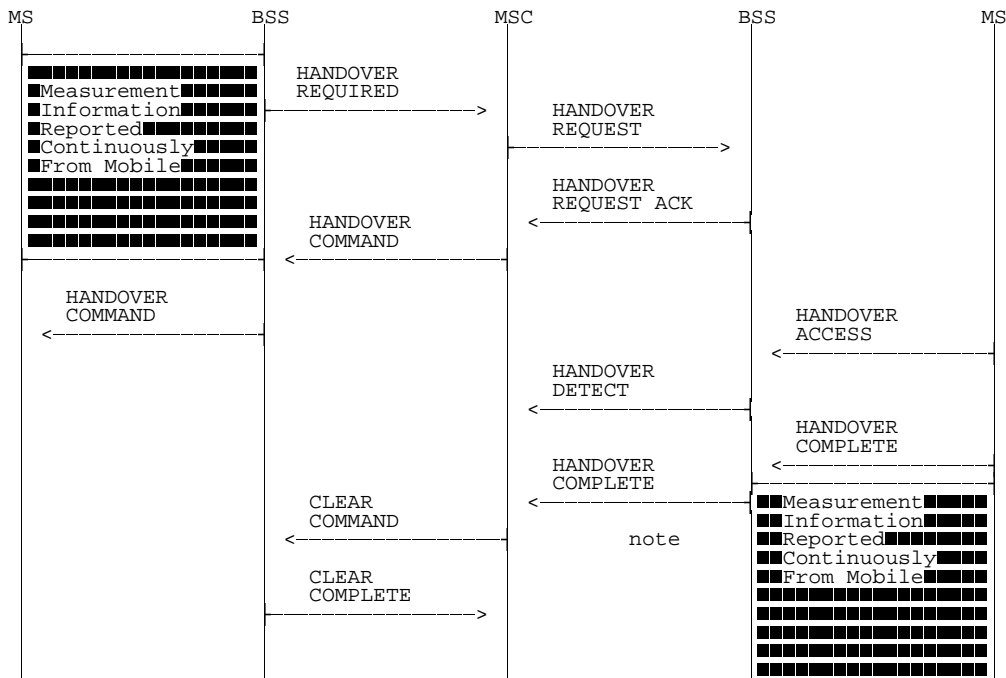 MS BSS MSC BSS MS
HANDOVER
REQUIRED
Measurement
Information
Reported
Continuously
From Mobile
HANDOVER
REQUEST
HANDOVER
REQUEST ACK
HANDOVER
COMMAND
HANDOVER
COMMAND
HANDOVER
ACCESS
HANDOVER
DETECT
HANDOVER
COMPLETE
HANDOVER
COMPLETE
Measurement
Information
Reported
Continuously
From Mobile
CLEAR
COMMAND
note
CLEAR
COMPLETE